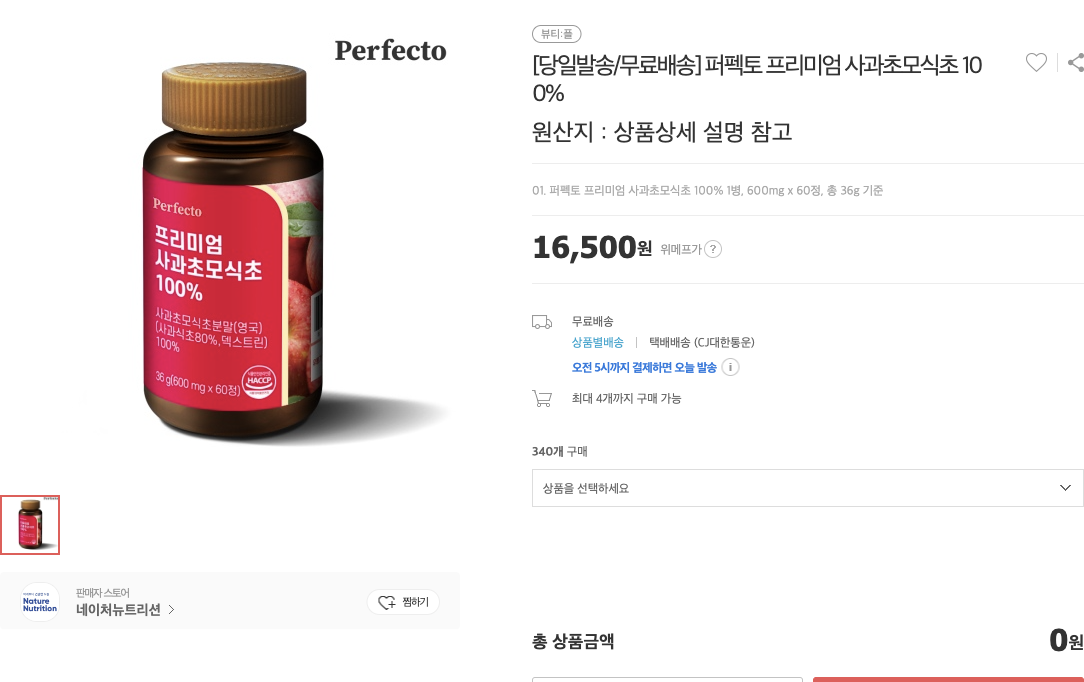 Perfecto
Perfecto
프리미엄
사과초모식초
100%
사과초모식초분말(영국)
(사과식초80%,덱스트린)
100%
36 g(600 mg x 60정)
HACCP
Nature
Nutrition
판매자 스토어
네이처뉴트리션
찜하기
뷰티:플
[당일발송/무료배송] 퍼펙토 프리미엄 사과초모식초 10
0%
원산지 : 상품상세 설명 참고
01. 퍼펙토 프리미엄 사과초모식초 100% 1병, 600mg x 60정, 총 36g 기준
16,500원 위메프가 ?
무료배송
상품별배송 | 택배배송 (CJ대한통운)
오전 5시까지 결제하면 오늘 발송 i
최대 4개까지 구매 가능
340개 구매
상품을 선택하세요
총 상품금액 0원